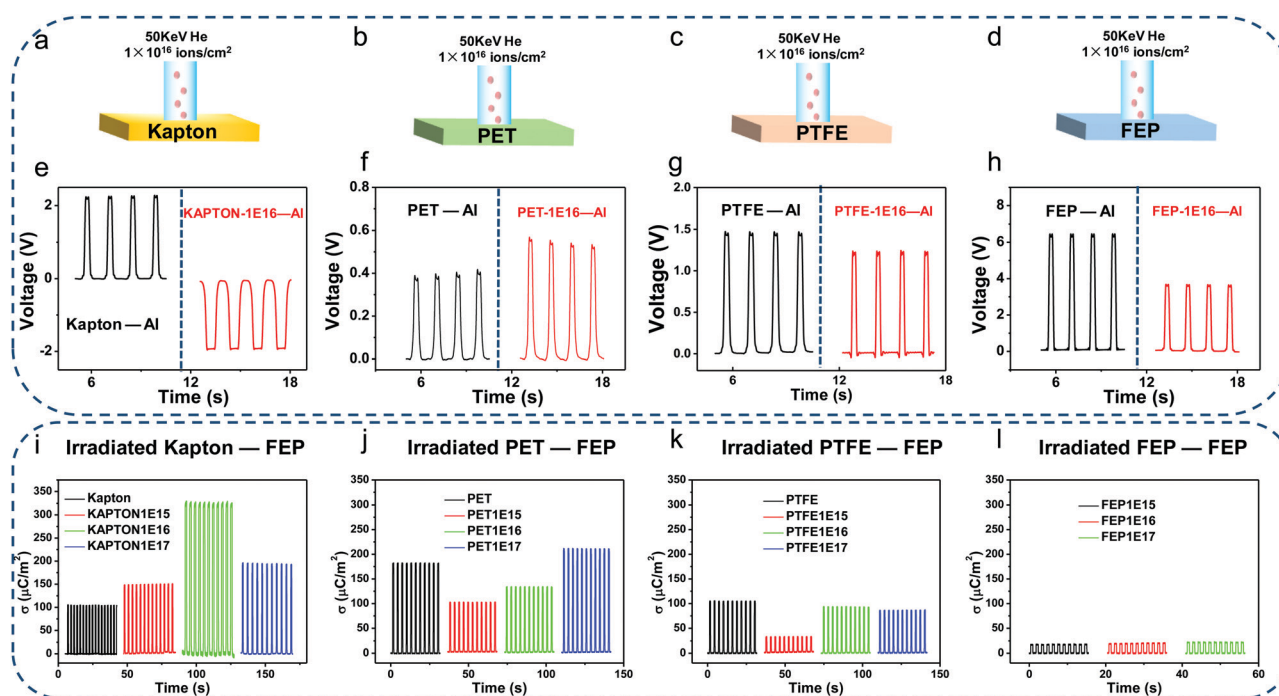 a
50KeV He
1×10¹⁶ ions/cm²
Kapton
b
50KeV He
1×10¹⁶ ions/cm²
PET
c
50KeV He
1×10¹⁶ ions/cm²
PTFE
d
50KeV He
1×10¹⁶ ions/cm²
FEP
e
Voltage (V)
2
0
-2
KAPTON-1E16—Al
Kapton — Al
6 12 18
Time (s)
f
Voltage (V)
0.8
0.6
0.4
0.2
0.0
PET — Al
PET-1E16—Al
6 12 18
Time (s)
g
Voltage (V)
1.5
1.0
0.5
0.0
PTFE — Al
PTFE-1E16—Al
6 12 18
Time (s)
h
Voltage (V)
8
6
4
2
0
FEP — Al
FEP-1E16—Al
6 12 18
Time (s)
i
Irradiated Kapton — FEP
σ (μC/m²)
350
300
250
200
150
100
50
0
Kapton
KAPTON1E15
KAPTON1E16
KAPTON1E17
0 50 100 150
Time (s)
j
Irradiated PET — FEP
σ (μC/m²)
350
300
250
200
150
100
50
0
PET
PET1E15
PET1E16
PET1E17
0 50 100 150
Time (s)
k
Irradiated PTFE — FEP
σ (μC/m²)
350
300
250
200
150
100
50
0
PTFE
PTFE1E15
PTFE1E16
PTFE1E17
0 50 100 150
Time (s)
l
Irradiated FEP — FEP
σ (μC/m²)
350
300
250
200
150
100
50
0
FEP1E15
FEP1E16
FEP1E17
0 20 40 60
Time (s)